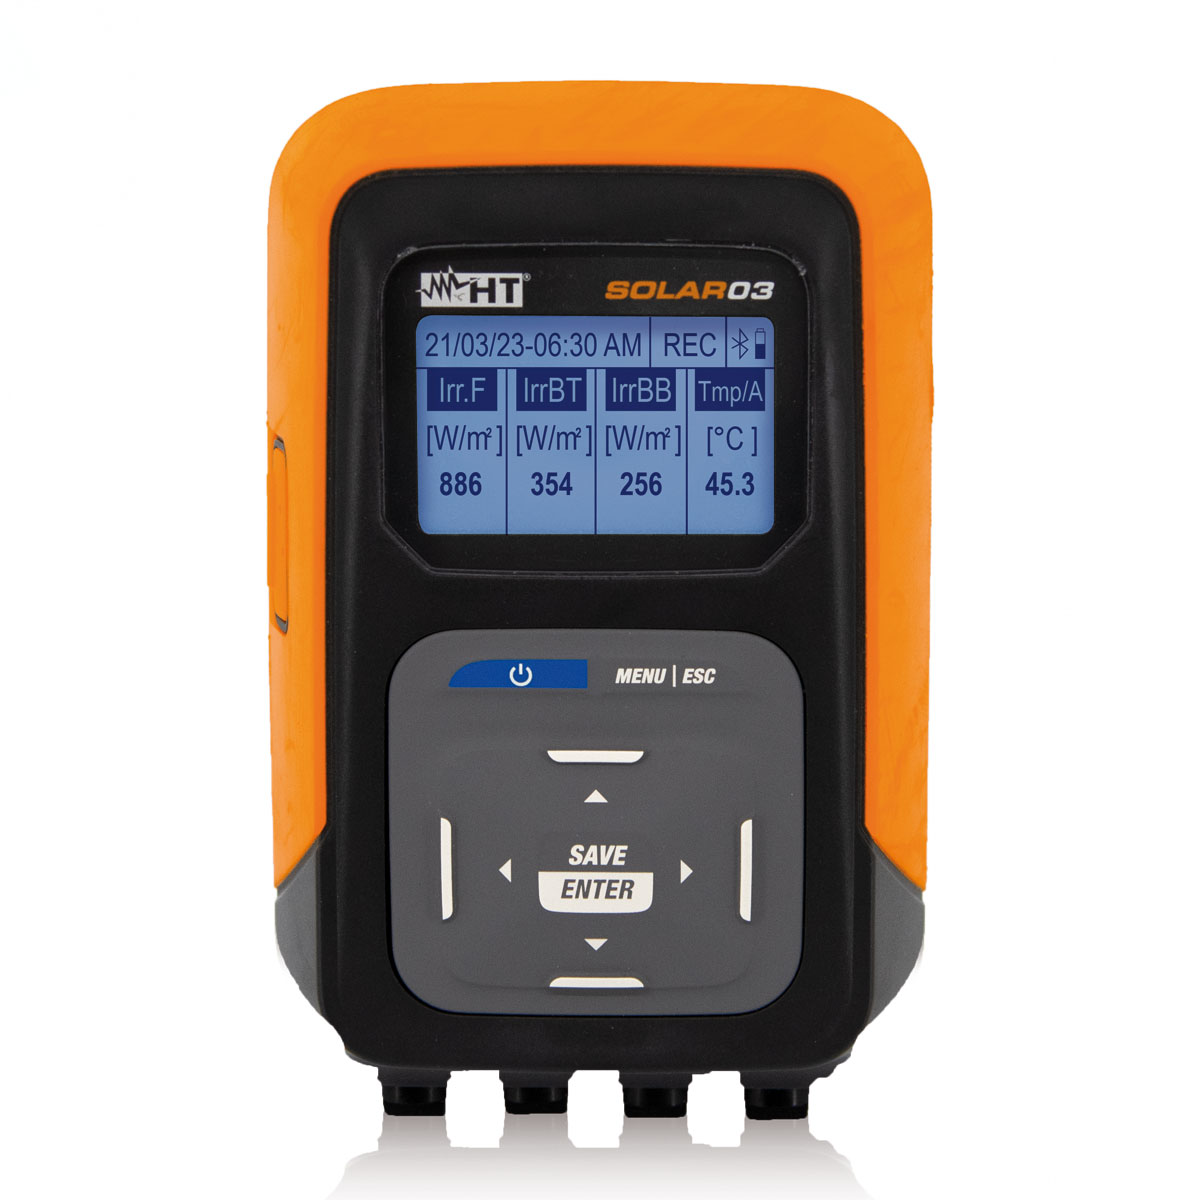 HT® SOLAR03
21/03/23-06:30 AM REC
Irr.F IrrBT IrrBB Tmp/A
[W/m²] [W/m²] [W/m²] [°C ]
886 354 256 45.3
MENU | ESC
SAVE
ENTER